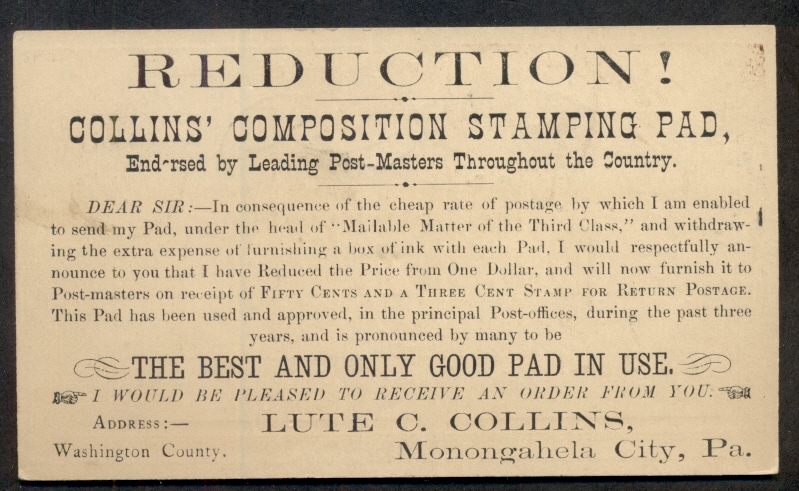 REDUCTION!
COLLINS' COMPOSITION STAMPING PAD,
Endorsed by Leading Post-Masters Throughout the Country.
DEAR SIR:—In consequence of the cheap rate of postage by which I am enabled
to send my Pad, under the head of "Mailable Matter of the Third Class," and withdraw-
ing the extra expense of furnishing a box of ink with each Pad, I would respectfully an-
nounce to you that I have Reduced the Price from One Dollar, and will now furnish it to
Post-masters on receipt of FIFTY CENTS AND A THREE CENT STAMP FOR RETURN POSTAGE.
This Pad has been used and approved, in the principal Post-offices, during the past three
years, and is pronounced by many to be
THE BEST AND ONLY GOOD PAD IN USE.
I WOULD BE PLEASED TO RECEIVE AN ORDER FROM YOU.
ADDRESS:— LUTE C. COLLINS,
Washington County. Monongahela City, Pa.